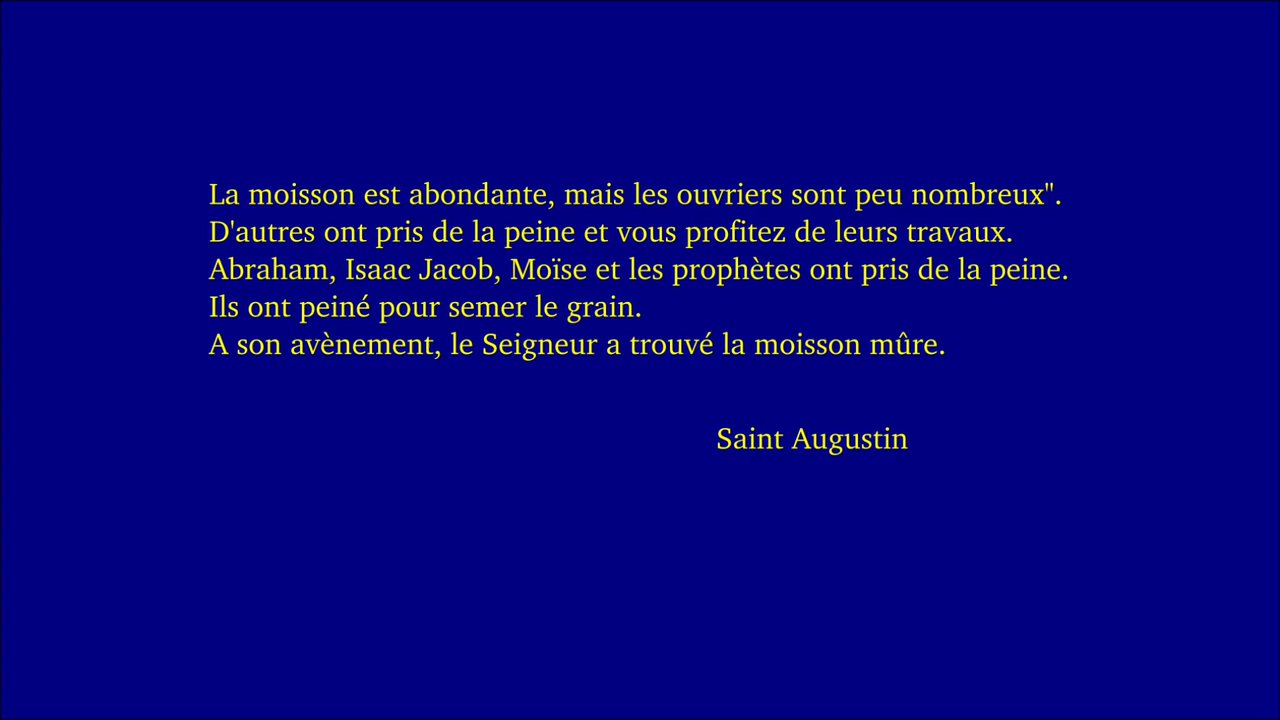 La moisson est abondante, mais les ouvriers sont peu nombreux".
D'autres ont pris de la peine et vous profitez de leurs travaux.
Abraham, Isaac Jacob, Moïse et les prophètes ont pris de la peine.
Ils ont peiné pour semer le grain.
A son avènement, le Seigneur a trouvé la moisson mûre.
Saint Augustin